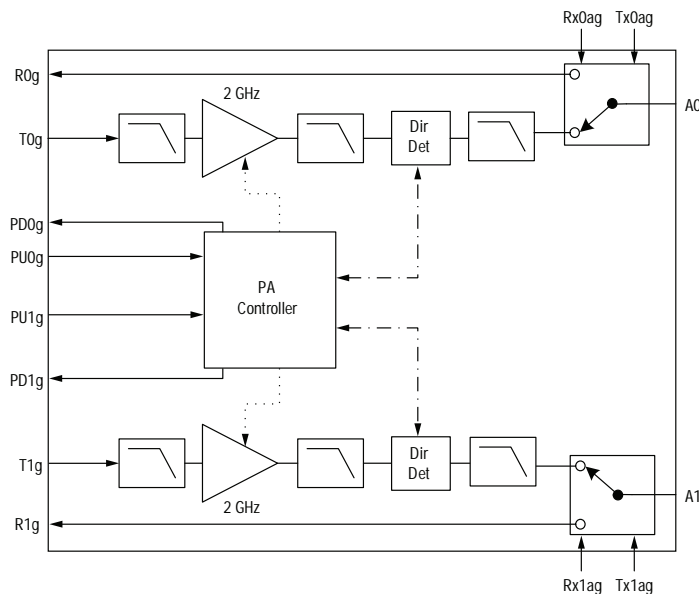 Rx0ag Tx0ag
R0g
2 GHz
A0
T0g
Dir
Det
PD0g
PU0g
PA
Controller
PU1g
PD1g
T1g
Dir
Det
2 GHz
A1
R1g
Rx1ag Tx1ag